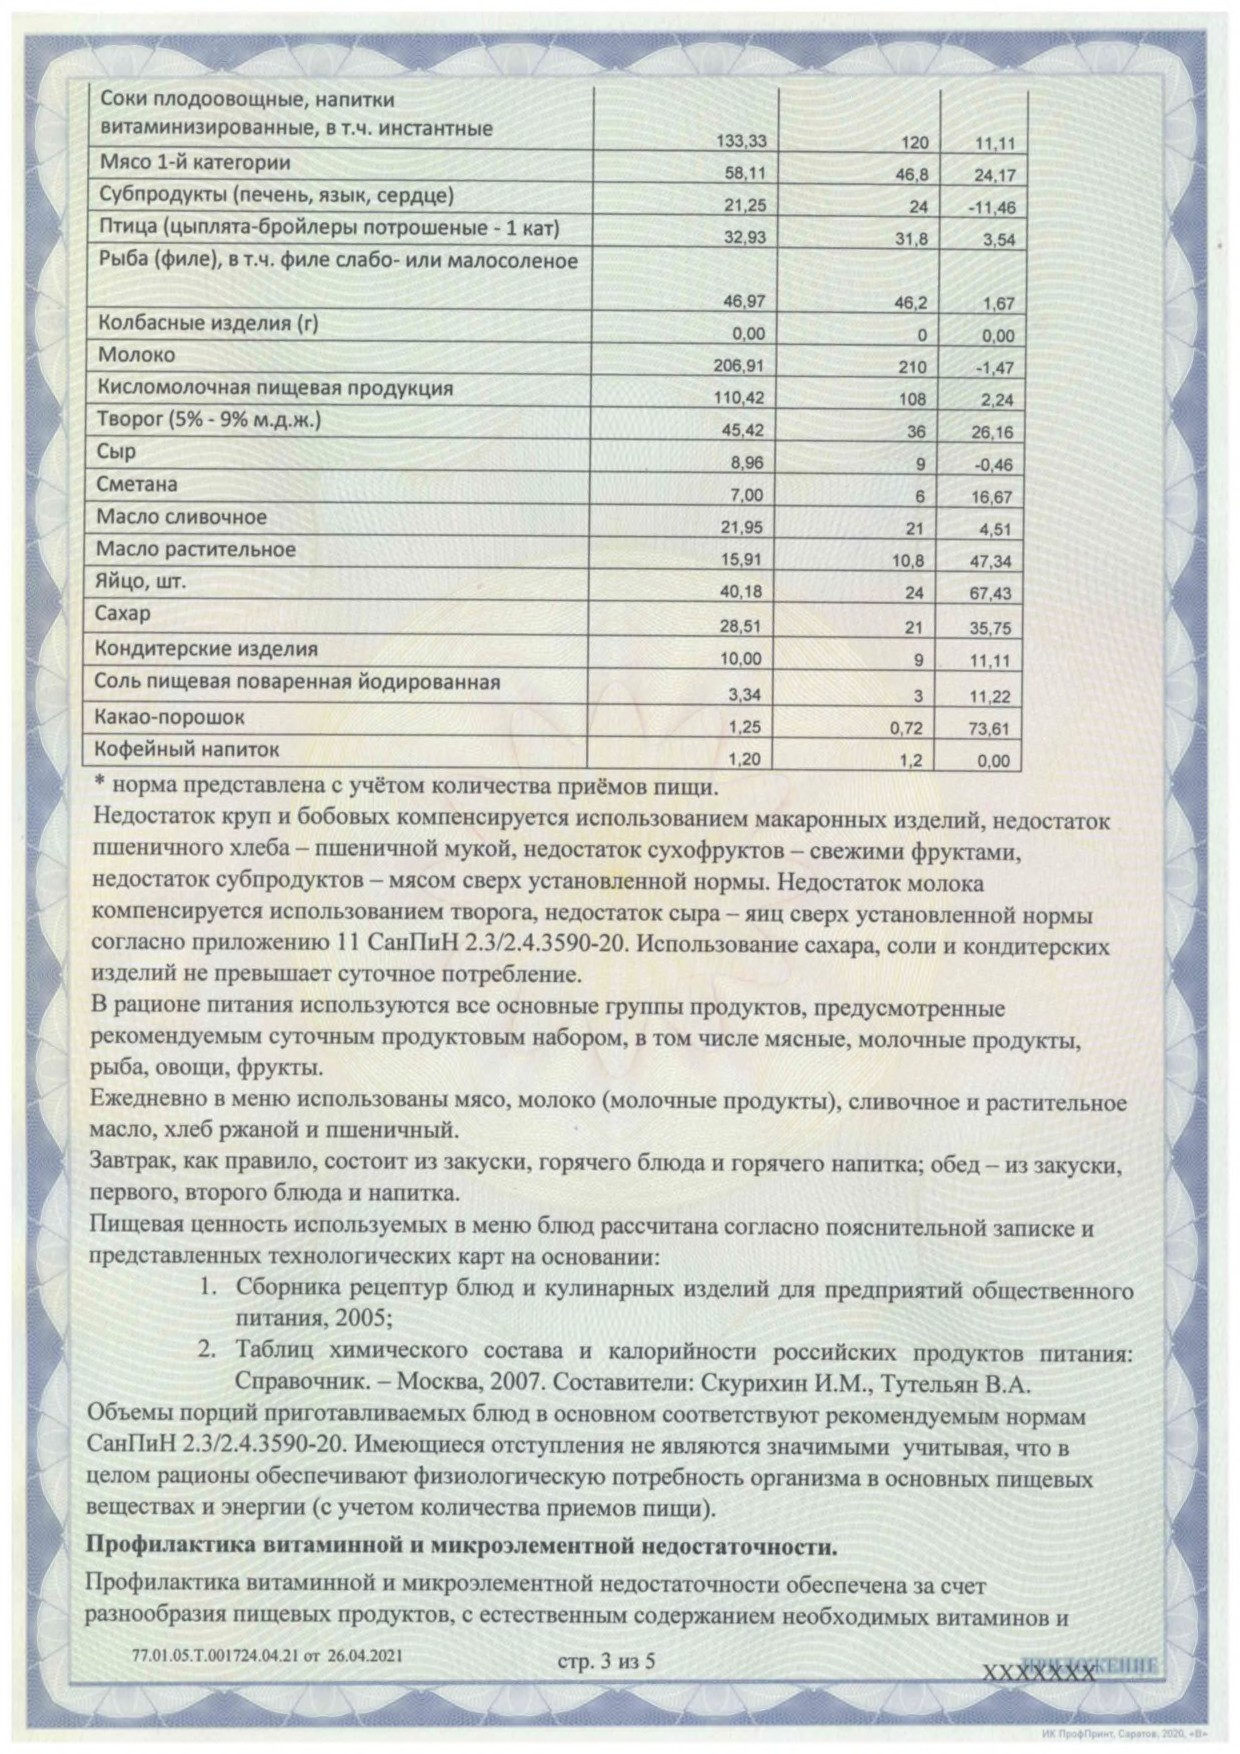 Соки плодоовощные, напитки
витаминизированные, в т.ч. инстантные 133,33 120 11,11
Мясо 1-й категории 58,11 46,8 24,17
Субпродукты (печень, язык, сердце) 21,25 24 -11,46
Птица (цыплята-бройлеры потрошеные - 1 кат) 32,93 31,8 3,54
Рыба (филе), в т.ч. филе слабо- или малосоленое
46,97 46,2 1,67
Колбасные изделия (г) 0,00 0 0,00
Молоко 206,91 210 -1,47
Кисломолочная пищевая продукция 110,42 108 2,24
Творог (5% - 9% м.д.ж.) 45,42 36 26,16
Сыр 8,96 9 -0,46
Сметана 7,00 6 16,67
Масло сливочное 21,95 21 4,51
Масло растительное 15,91 10,8 47,34
Яйцо, шт. 40,18 24 67,43
Сахар 28,51 21 35,75
Кондитерские изделия 10,00 9 11,11
Соль пищевая поваренная йодированная 3,34 3 11,22
Какао-порошок 1,25 0,72 73,61
Кофейный напиток 1,20 1,2 0,00
* норма представлена с учётом количества приёмов пищи.
Недостаток круп и бобовых компенсируется использованием макаронных изделий, недостаток
пшеничного хлеба – пшеничной мукой, недостаток сухофруктов – свежими фруктами,
недостаток субпродуктов – мясом сверх установленной нормы. Недостаток молока
компенсируется использованием творога, недостаток сыра – яиц сверх установленной нормы
согласно приложению 11 СанПиН 2.3/2.4.3590-20. Использование сахара, соли и кондитерских
изделий не превышает суточное потребление.
В рационе питания используются все основные группы продуктов, предусмотренные
рекомендуемым суточным продуктовым набором, в том числе мясные, молочные продукты,
рыба, овощи, фрукты.
Ежедневно в меню использованы мясо, молоко (молочные продукты), сливочное и растительное
масло, хлеб ржаной и пшеничный.
Завтрак, как правило, состоит из закуски, горячего блюда и горячего напитка; обед – из закуски,
первого, второго блюда и напитка.
Пищевая ценность используемых в меню блюд рассчитана согласно пояснительной записке и
представленных технологических карт на основании:
1. Сборника рецептур блюд и кулинарных изделий для предприятий общественного
питания, 2005;
2. Таблиц химического состава и калорийности российских продуктов питания:
Справочник. – Москва, 2007. Составители: Скурихин И.М., Тутельян В.А.
Объемы порций приготавливаемых блюд в основном соответствуют рекомендуемым нормам
СанПиН 2.3/2.4.3590-20. Имеющиеся отступления не являются значимыми учитывая, что в
целом рационы обеспечивают физиологическую потребность организма в основных пищевых
веществах и энергии (с учетом количества приемов пищи).
Профилактика витаминной и микроэлементной недостаточности.
Профилактика витаминной и микроэлементной недостаточности обеспечена за счет
разнообразия пищевых продуктов, с естественным содержанием необходимых витаминов и
77.01.05.Т.001724.04.21 от 26.04.2021 стр. 3 из 5
XXXXXXX ПРИЛОЖЕНИЕ
ИК ПрофПринт, Саратов, 2020, «В»